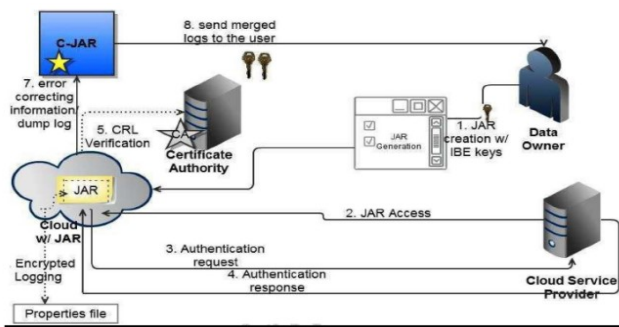 8. send merged
logs to the user
C-JAR
7. error
correcting
information/
dump log
5. CRL
Verification
CA
Certificate
Authority
JAR
Generation
1. JAR
creation w/
IBE keys
Data
Owner
JAR
Cloud
w/ JAR
2. JAR Access
3. Authentication
request
4. Authentication
response
Cloud Service
Provider
Encrypted
Logging
Properties file